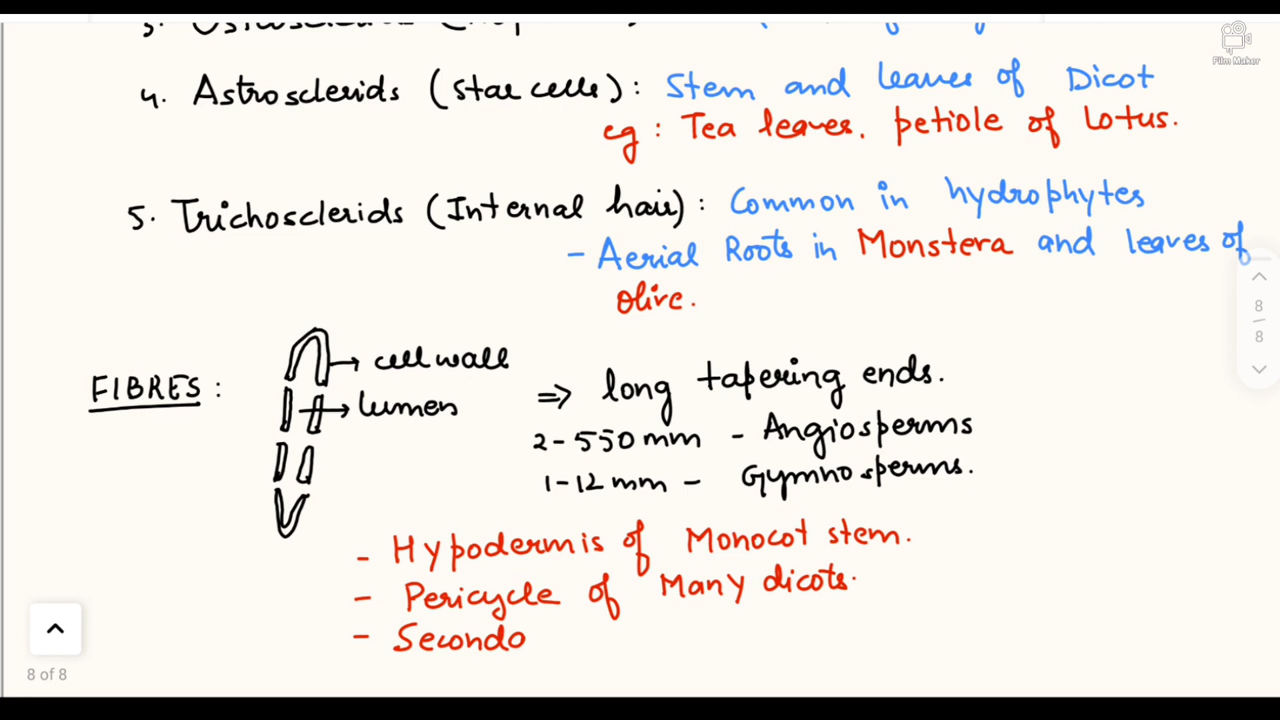 4. Astrosclerids (star cells) : Stem and leaves of Dicot
eg : Tea leaves, petiole of Lotus.
5. Trichosclerids (Internal hair) : Common in hydrophytes
- Aerial Roots in Monstera and leaves of
olive.
FIBRES :
→ cell wall
→ lumen
⇒ long tapering ends.
2-550 mm - Angiosperms
1-12 mm - Gymnosperms.
- Hypodermis of Monocot stem.
- Pericycle of Many dicots.
- Secondo
8
8
8 of 8
Film Maker